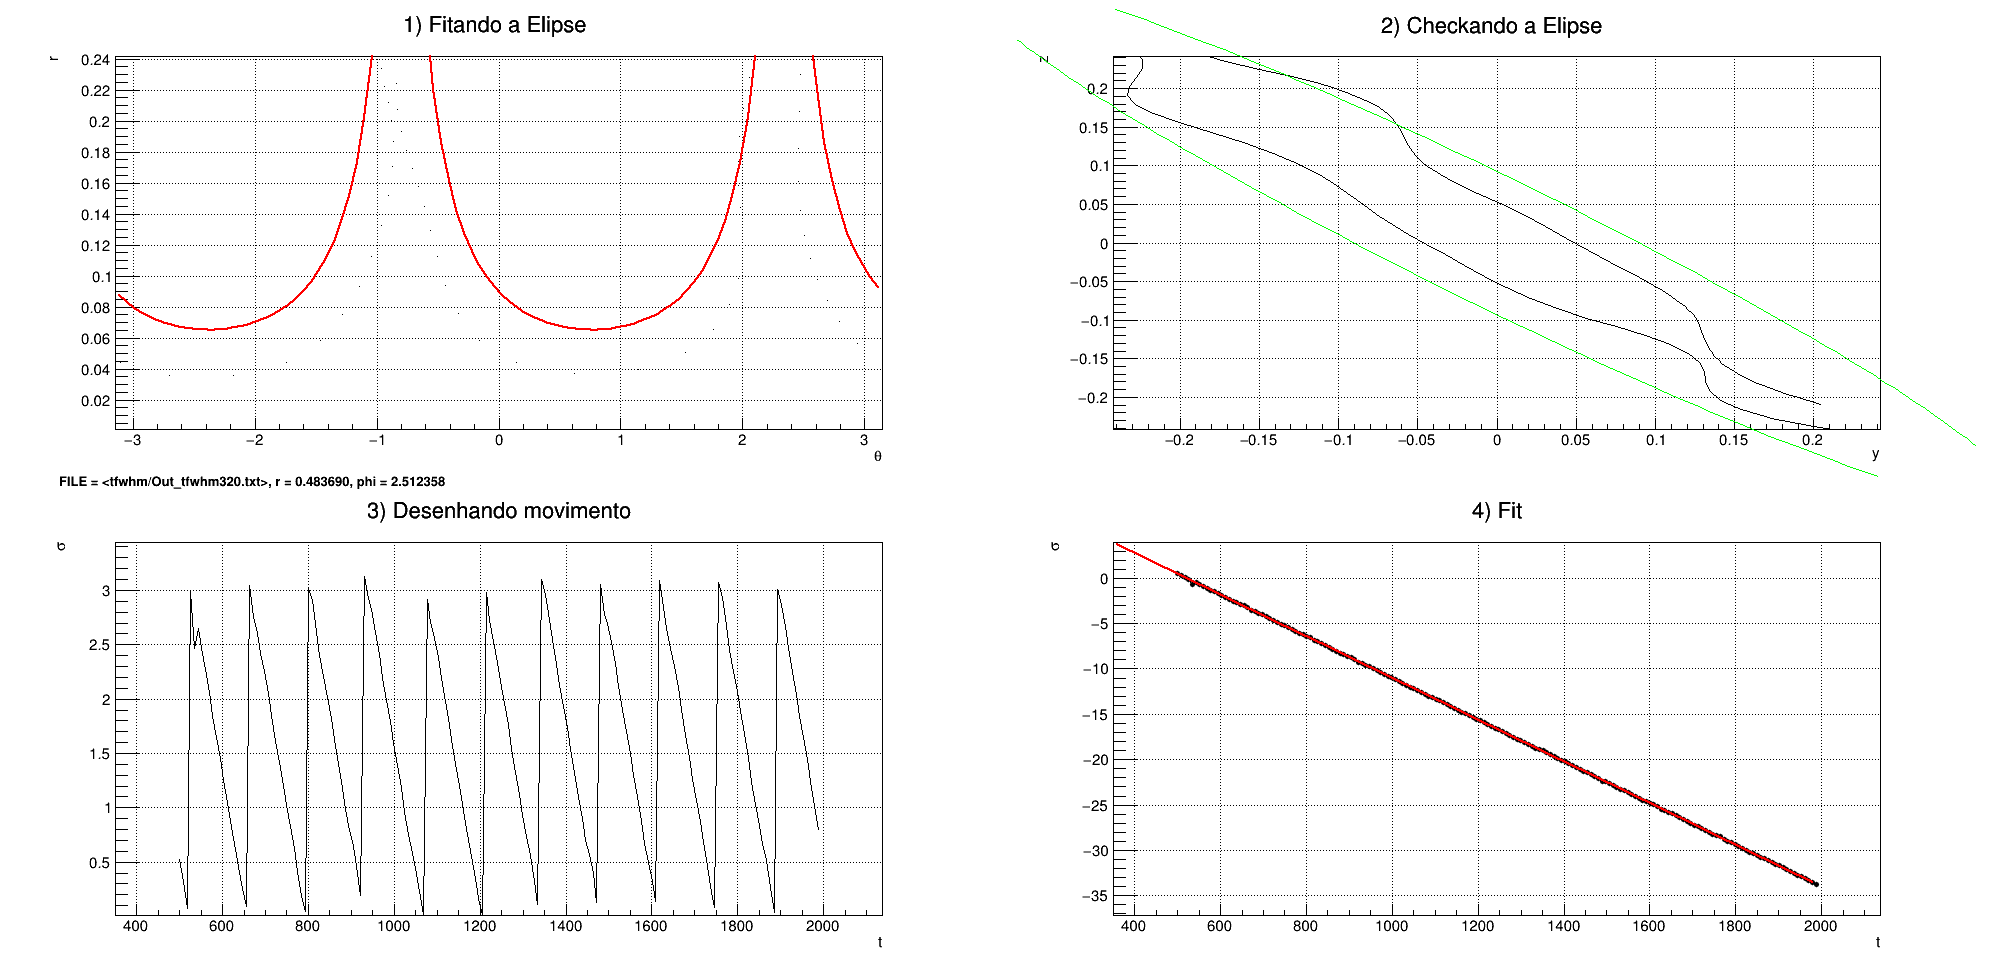 1) Fitando a Elipse
r
0.24
0.22
0.2
0.18
0.16
0.14
0.12
0.1
0.08
0.06
0.04
0.02
−3 −2 −1 0 1 2 3
θ
2) Checkando a Elipse
z
0.2
0.15
0.1
0.05
0
−0.05
−0.1
−0.15
−0.2
−0.2 −0.15 −0.1 −0.05 0 0.05 0.1 0.15 0.2
y
FILE = <tfwhm/Out_tfwhm320.txt>, r = 0.483690, phi = 2.512358
3) Desenhando movimento
σ
3
2.5
2
1.5
1
0.5
400 600 800 1000 1200 1400 1600 1800 2000
t
4) Fit
σ
0
−5
−10
−15
−20
−25
−30
−35
400 600 800 1000 1200 1400 1600 1800 2000
t